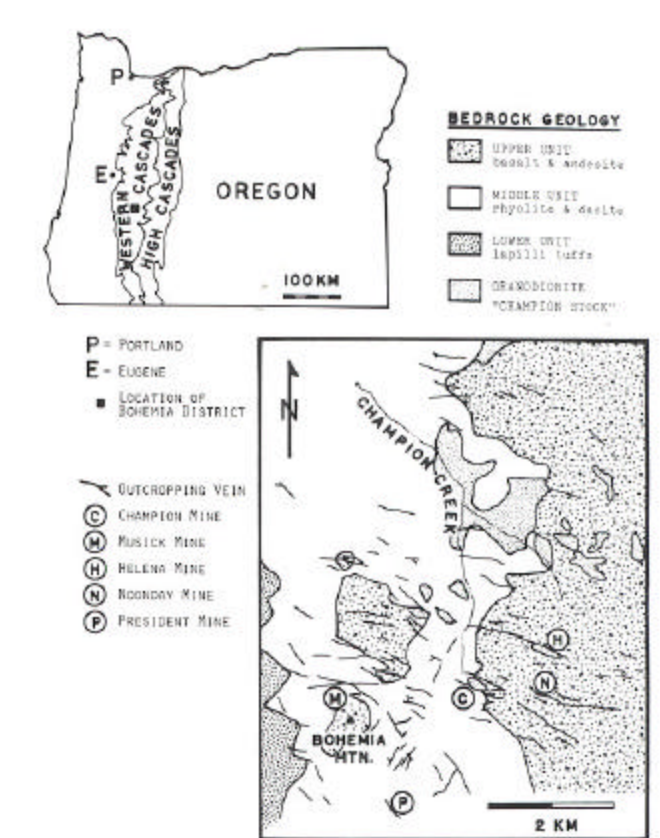 P
E
WESTERN CASCADES
HIGH CASCADES
OREGON
100 KM
BEDROCK GEOLOGY
UPPER UNIT
basalt & andesite
MIDDLE UNIT
rhyolite & dacite
LOWER UNIT
lapilli tuffs
GRANODIORITE
"CHAMPION STOCK"
P = PORTLAND
E = EUGENE
LOCATION OF
BOHEMIA DISTRICT
OUTCROPPING VEIN
C CHAMPION MINE
M MUSICK MINE
H HELENA MINE
N NOONDAY MINE
P PRESIDENT MINE
N
CHAMPION CREEK
H
N
M
C
BOHEMIA
MTN.
P
2 KM